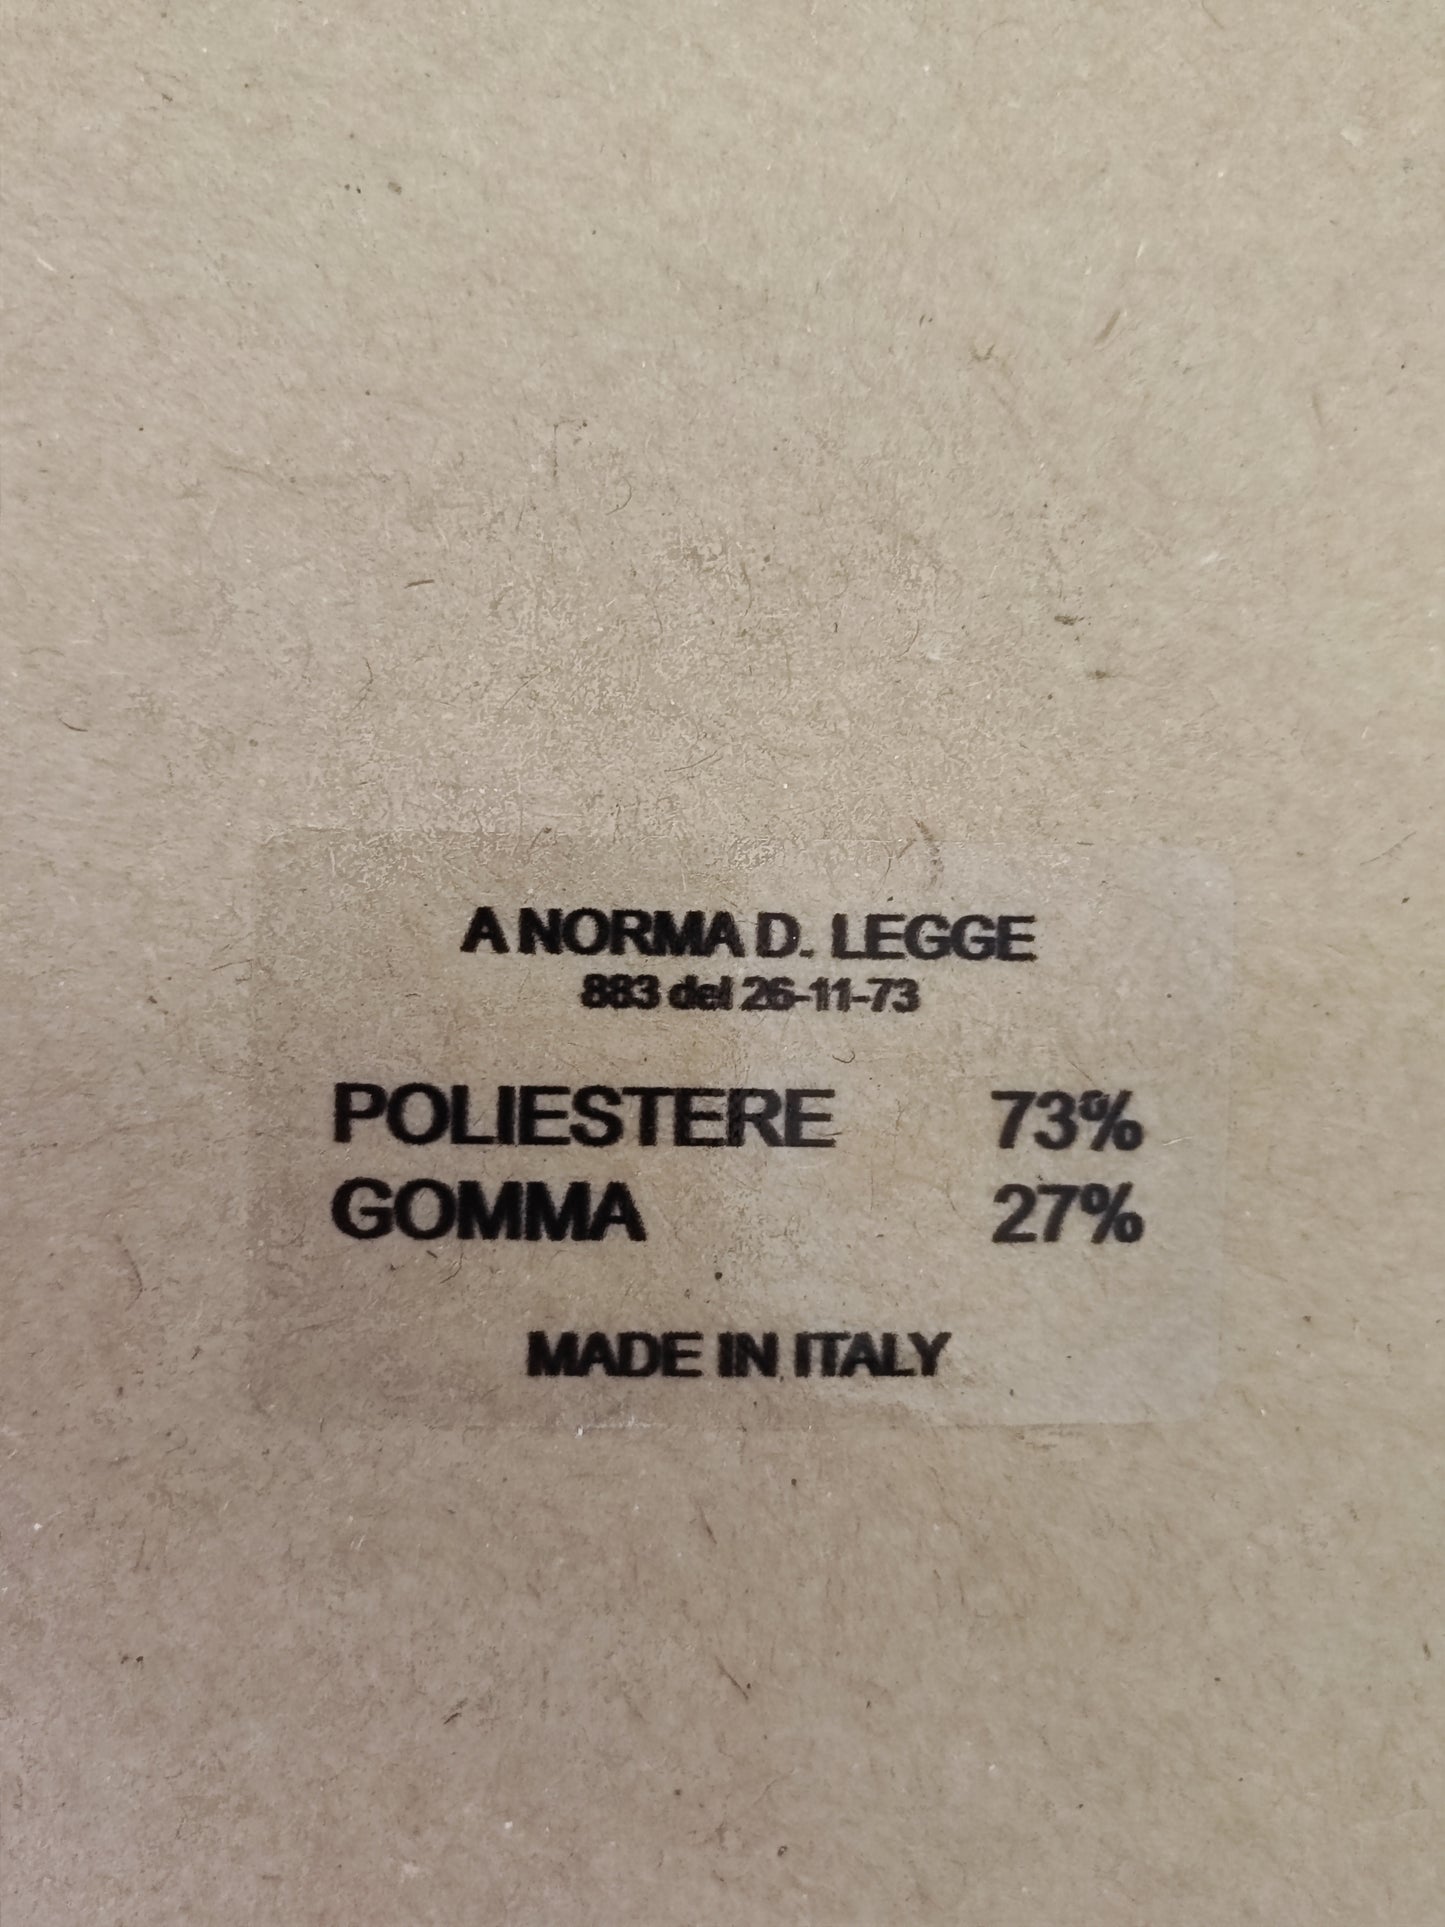 A NORMA D. LEGGE
883 del 26-11-73
POLIESTERE 73%
GOMMA 27%
MADE IN ITALY